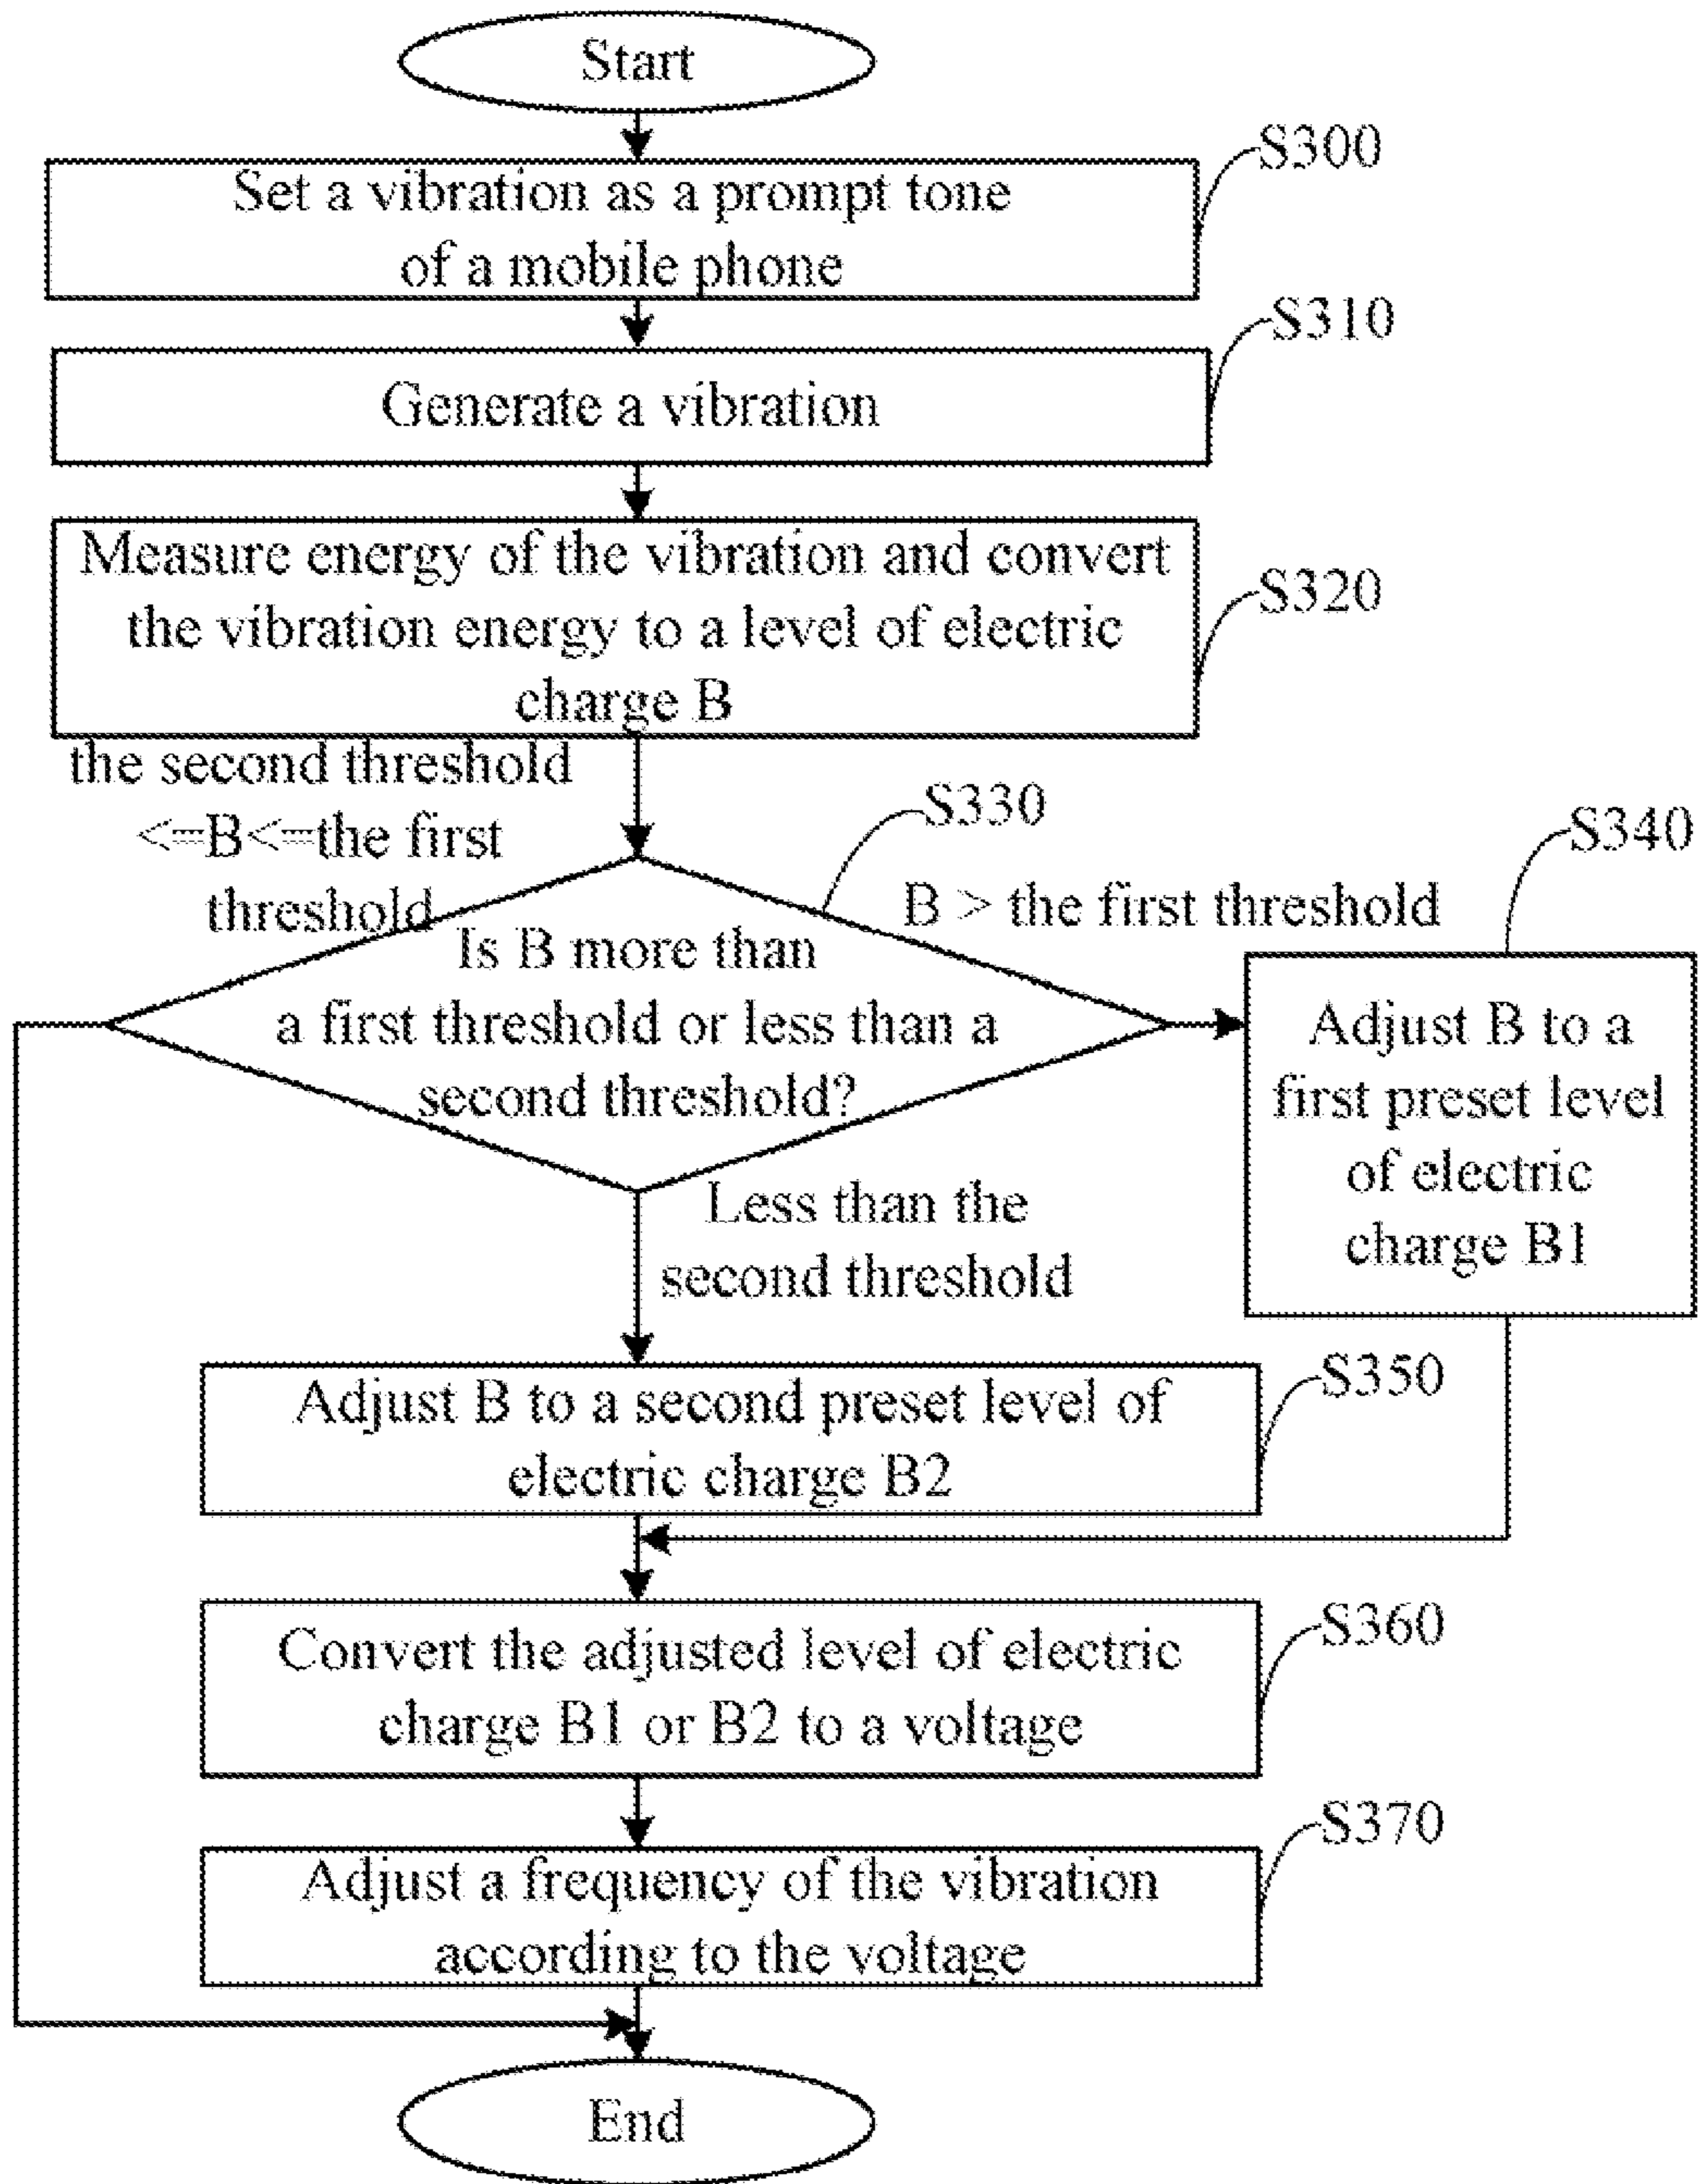 Start
S300
Set a vibration as a prompt tone
of a mobile phone
S310
Generate a vibration
Measure energy of the vibration and convert
the vibration energy to a level of electric
charge B
S320
the second threshold
<=B<=the first
threshold
S330
B > the first threshold
S340
Is B more than
a first threshold or less than a
second threshold?
Adjust B to a
first preset level
of electric
charge B1
Less than the
second threshold
S350
Adjust B to a second preset level of
electric charge B2
S360
Convert the adjusted level of electric
charge B1 or B2 to a voltage
S370
Adjust a frequency of the vibration
according to the voltage
End